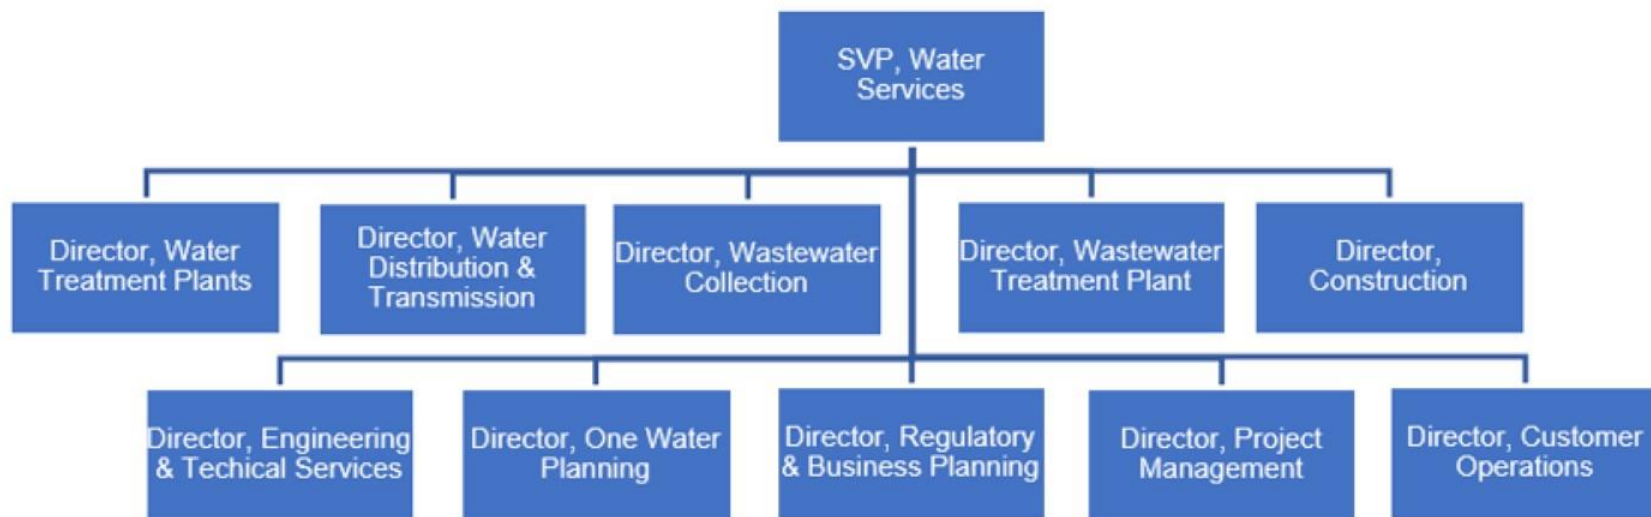 SVP, Water
Services
Director, Water
Treatment Plants
Director, Water
Distribution &
Transmission
Director, Wastewater
Collection
Director, Wastewater
Treatment Plant
Director,
Construction
Director, Engineering
& Techical Services
Director, One Water
Planning
Director, Regulatory
& Business Planning
Director, Project
Management
Director, Customer
Operations